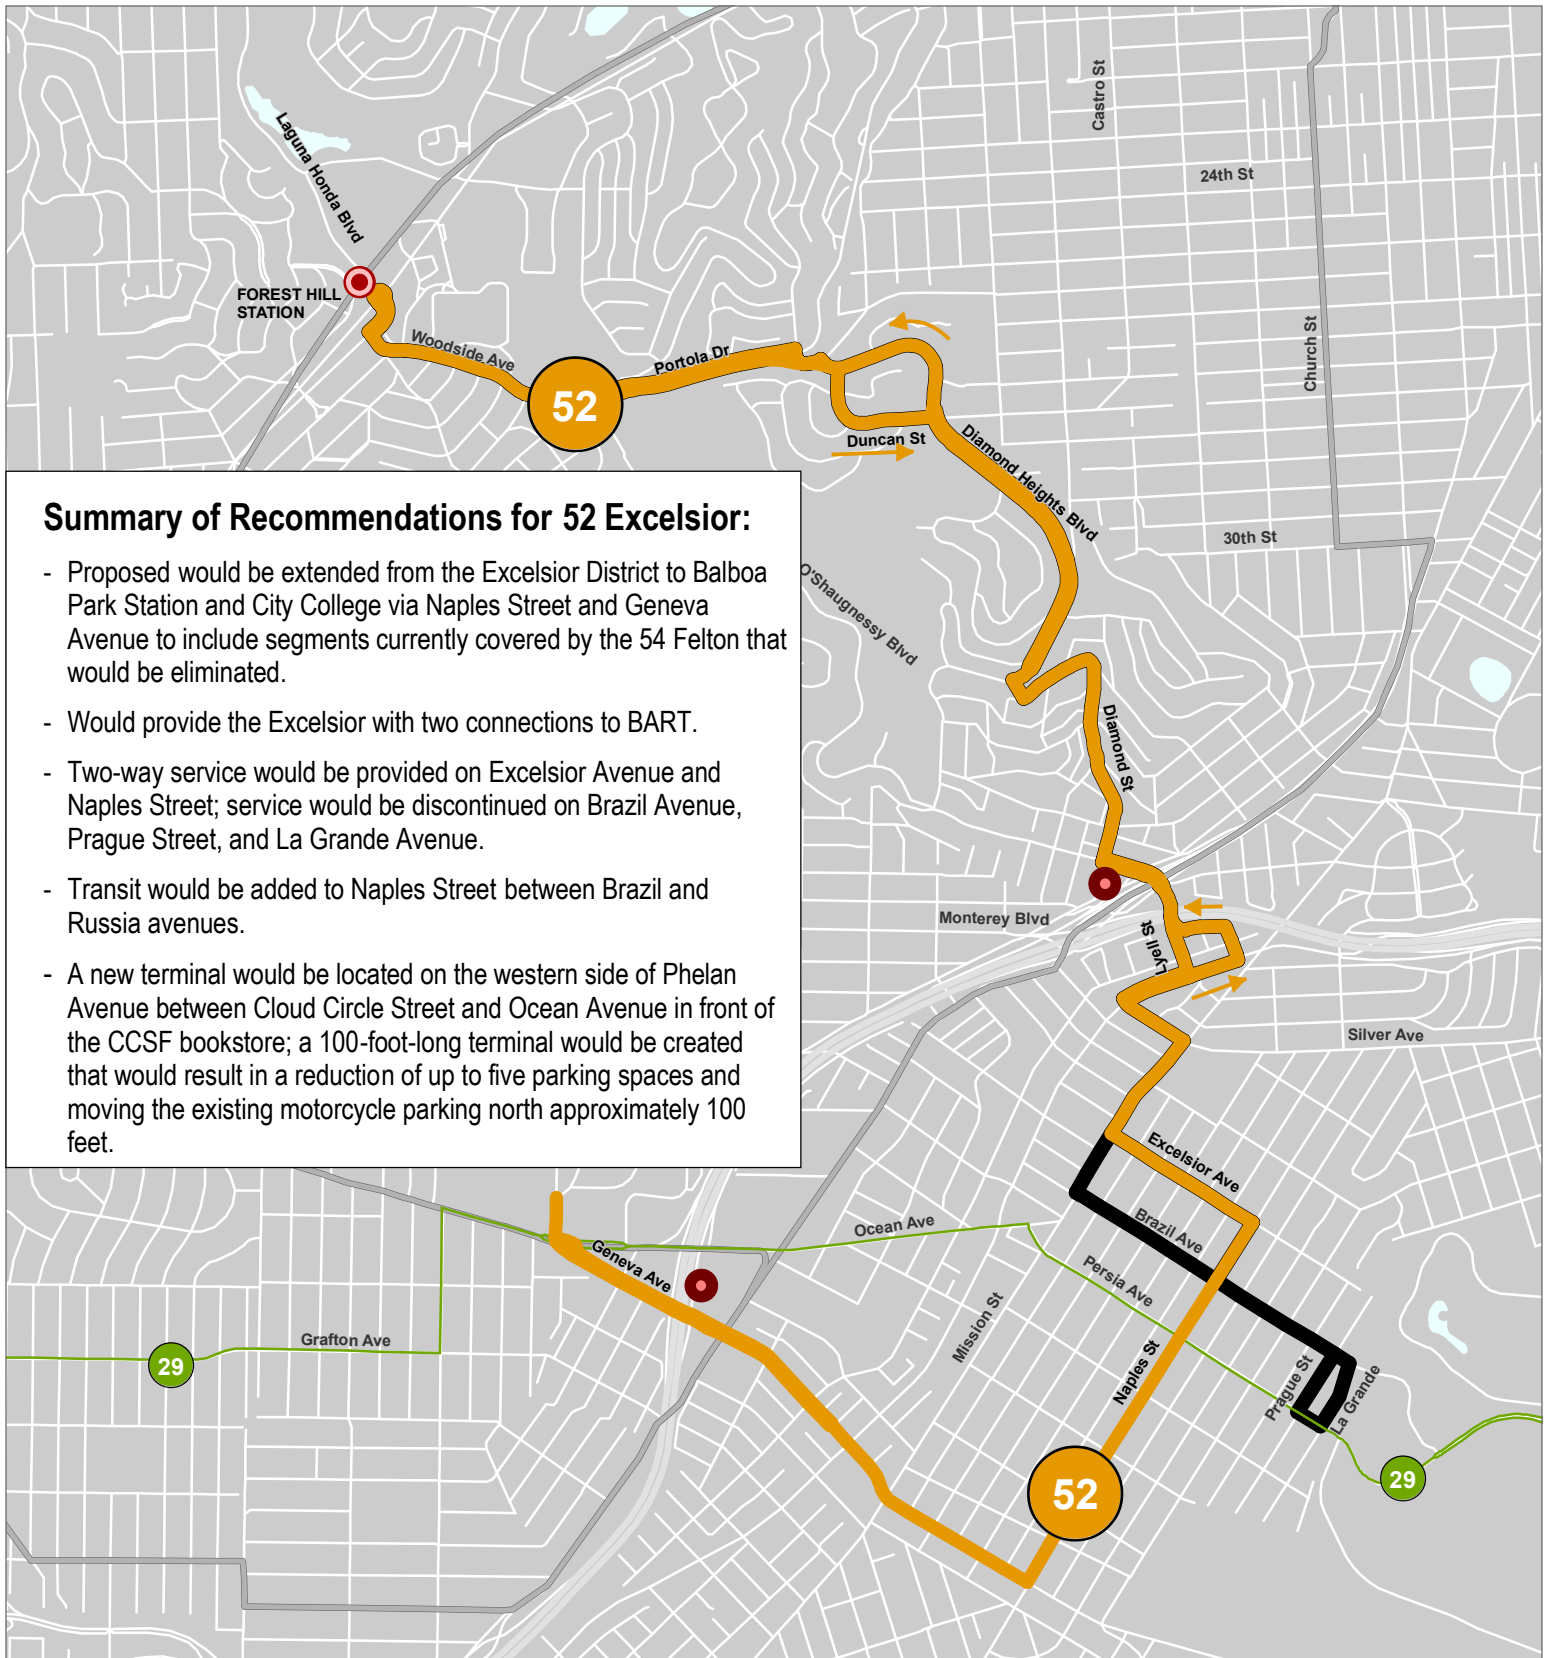 Castro St
Laguna Honda Blvd
24th St
FOREST HILL
STATION
Church St
Woodside Ave
Portola Dr
52
Duncan St
Diamond Heights Blvd
30th St
O'Shaugnessy Blvd
Summary of Recommendations for 52 Excelsior:
- Proposed would be extended from the Excelsior District to Balboa
Park Station and City College via Naples Street and Geneva
Avenue to include segments currently covered by the 54 Felton that
would be eliminated.
- Would provide the Excelsior with two connections to BART.
- Two-way service would be provided on Excelsior Avenue and
Naples Street; service would be discontinued on Brazil Avenue,
Prague Street, and La Grande Avenue.
- Transit would be added to Naples Street between Brazil and
Russia avenues.
- A new terminal would be located on the western side of Phelan
Avenue between Cloud Circle Street and Ocean Avenue in front of
the CCSF bookstore; a 100-foot-long terminal would be created
that would result in a reduction of up to five parking spaces and
moving the existing motorcycle parking north approximately 100
feet.
Diamond St
Monterey Blvd
Lyell St
Silver Ave
Excelsior Ave
Brazil Ave
Ocean Ave
Geneva Ave
Persia Ave
Mission St
Grafton Ave
29
Naples St
Prague St
La Grande
29
52